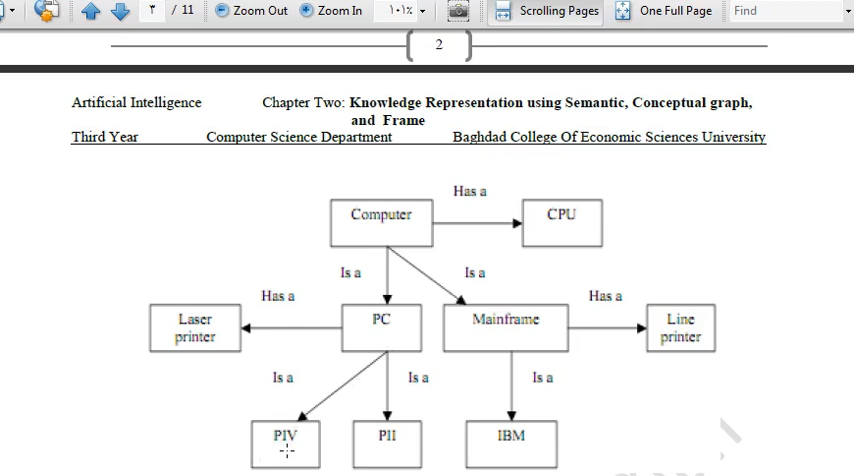 ٣ / 11 Zoom Out Zoom In ١٠١% Scrolling Pages One Full Page Find
2
Artificial Intelligence Chapter Two: Knowledge Representation using Semantic, Conceptual graph,
and Frame
Third Year Computer Science Department Baghdad College Of Economic Sciences University
Has a
Computer CPU
Is a Is a
Has a Has a
Laser PC Mainframe Line
printer printer
Is a Is a Is a
PIV PII IBM